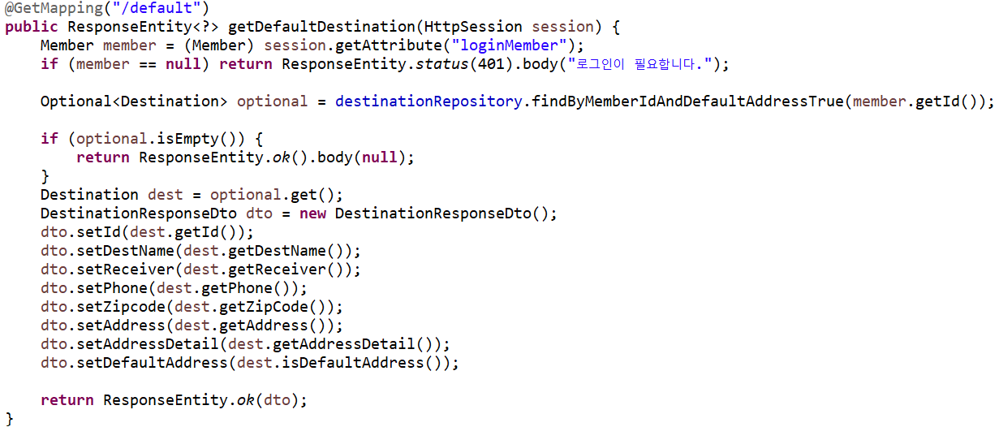 @GetMapping("/default")
public ResponseEntity<?> getDefaultDestination(HttpSession session) {
    Member member = (Member) session.getAttribute("loginMember");
    if (member == null) return ResponseEntity.status(401).body("로그인이 필요합니다.");

    Optional<Destination> optional = destinationRepository.findByMemberIdAndDefaultAddressTrue(member.getId());

    if (optional.isEmpty()) {
        return ResponseEntity.ok().body(null);
    }
    Destination dest = optional.get();
    DestinationResponseDto dto = new DestinationResponseDto();
    dto.setId(dest.getId());
    dto.setDestName(dest.getDestName());
    dto.setReceiver(dest.getReceiver());
    dto.setPhone(dest.getPhone());
    dto.setZipcode(dest.getZipCode());
    dto.setAddress(dest.getAddress());
    dto.setAddressDetail(dest.getAddressDetail());
    dto.setDefaultAddress(dest.isDefaultAddress());

    return ResponseEntity.ok(dto);
}